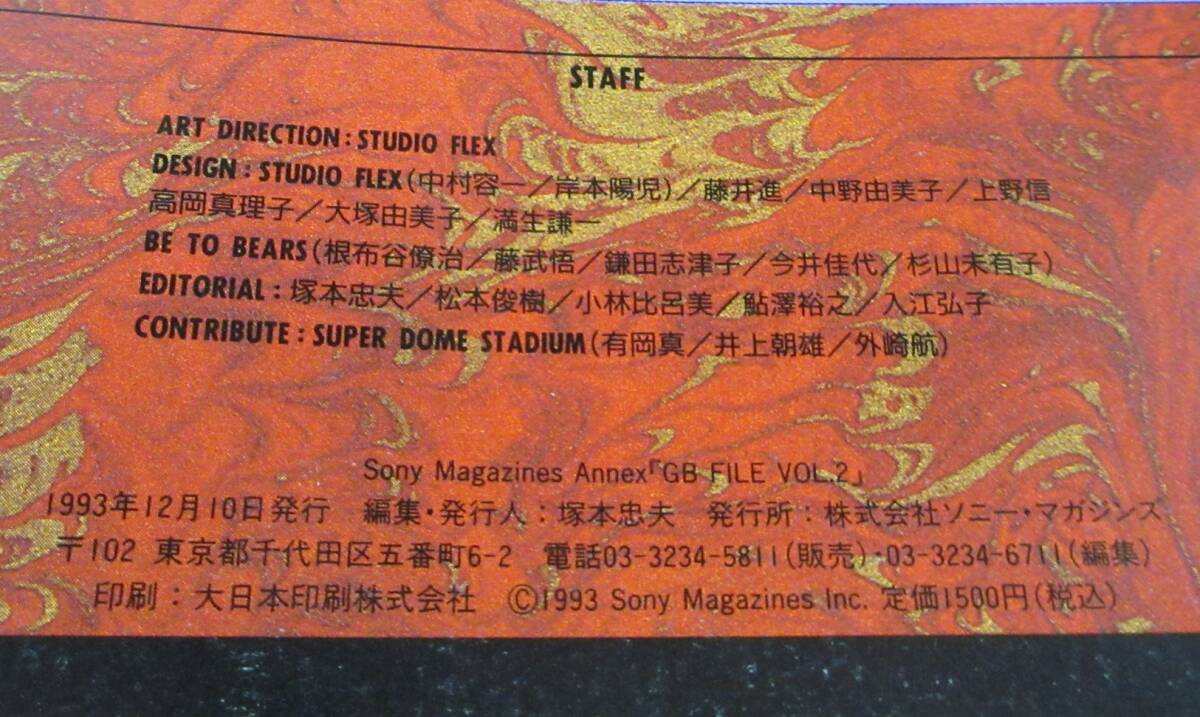 STAFF
ART DIRECTION:STUDIO FLEX
DESIGN:STUDIO FLEX(中村容一/岸本陽児)/藤井進/中野由美子/上野信
高岡真理子/大塚由美子/満生謙一
BE TO BEARS(根布谷僚治/藤武悟/鎌田志津子/今井佳代/杉山未有子)
EDITORIAL:塚本忠夫/松本俊樹/小林比呂美/鮎澤裕之/入江弘子
CONTRIBUTE:SUPER DOME STADIUM(有岡真/井上朝雄/外崎航)
Sony Magazines Annex『GB FILE VOL.2』
1993年12月10日発行 編集・発行人:塚本忠夫 発行所:株式会社ソニー・マガジンズ
〒102 東京都千代田区五番町6-2 電話03-3234-5811(販売)・03-3234-6711(編集)
印刷:大日本印刷株式会社 ©1993 Sony Magazines Inc. 定価1500円(税込)